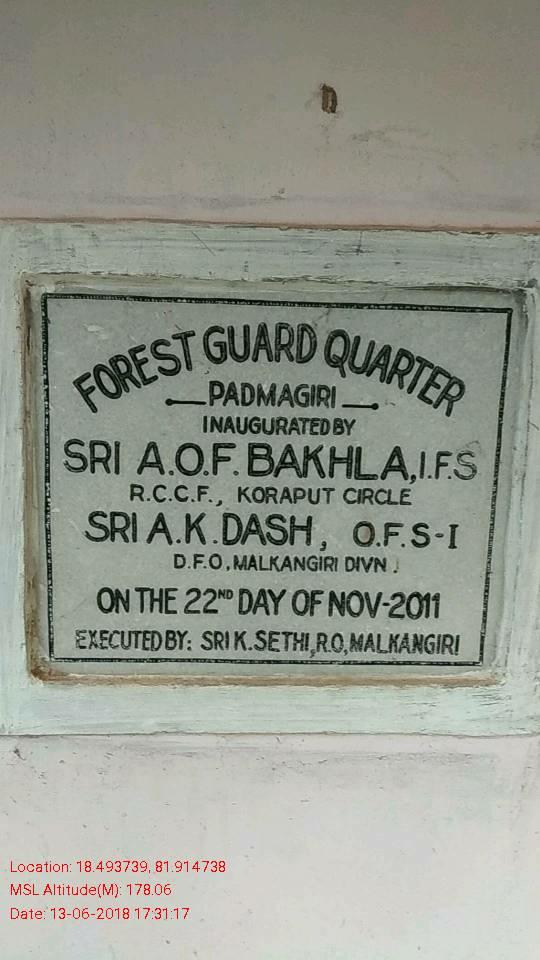 FOREST GUARD QUARTER
PADMAGIRI
INAUGURATED BY
SRI A.O.F. BAKHLA, I.F.S
R.C.C.F., KORAPUT CIRCLE
SRI A.K. DASH, O.F.S-I
D.F.O, MALKANGIRI DIVN.
ON THE 22ND DAY OF NOV-2011
EXECUTED BY: SRI K. SETHI, R.O, MALKANGIRI
Location: 18.493739, 81.914738
MSL Altitude(M): 178.06
Date: 13-06-2018 17:31:17